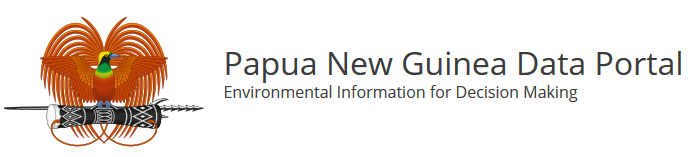 Papua New Guinea Data Portal
Environmental Information for Decision Making